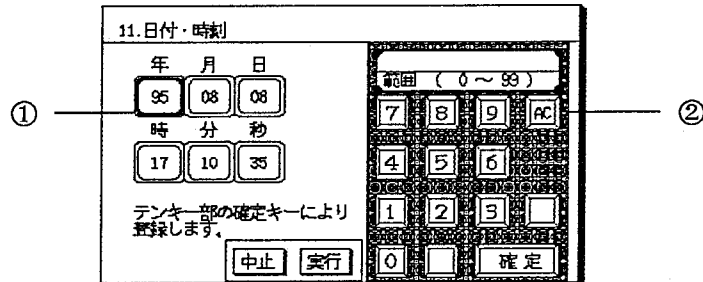 11.日付・時刻
年 月 日
95 08 08
時 分 秒
17 10 35
テンキー部の確定キーにより
登録します。
中止 実行
範囲 ( 0～99 )
7 8 9 AC
4 5 6
1 2 3
0 確定
①
②